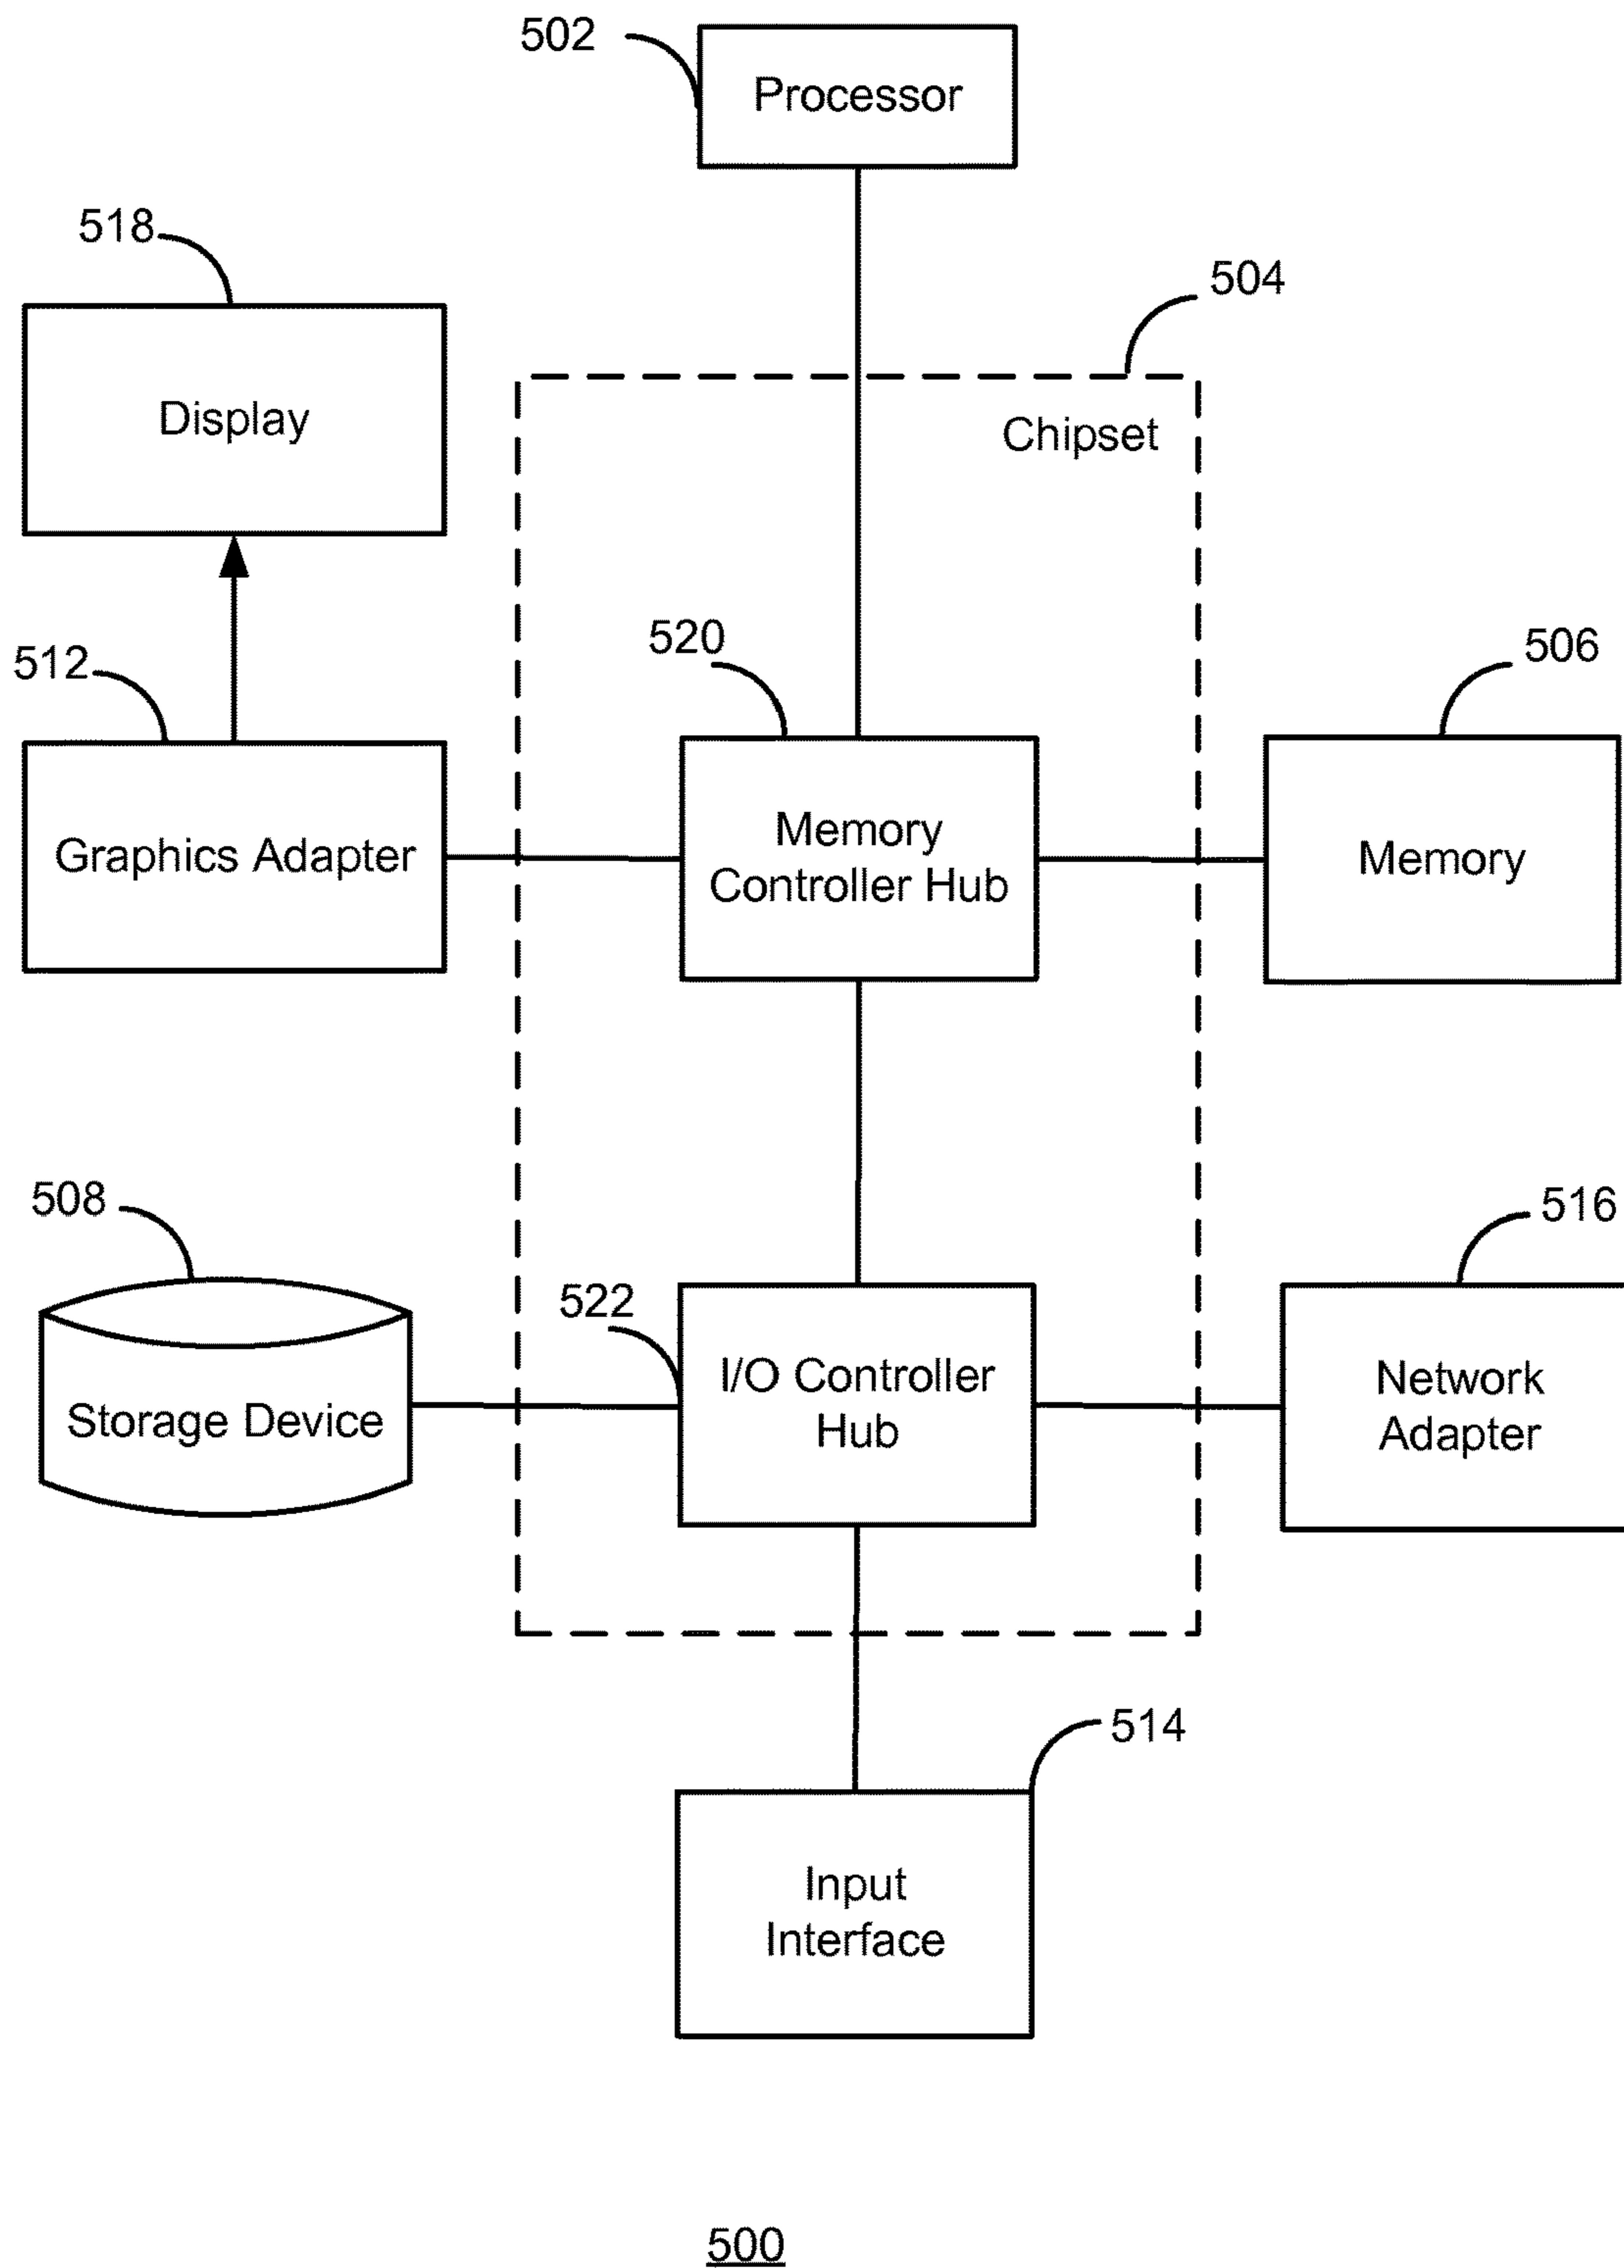 502
Processor
518
504
Display
Chipset
512
520
506
Graphics Adapter
Memory
Controller Hub
Memory
508
516
522
Storage Device
I/O Controller
Hub
Network
Adapter
514
Input
Interface
500